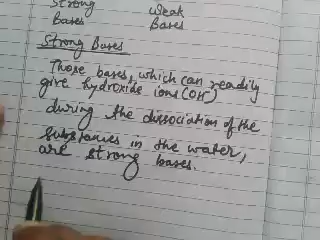 Strong Weak
Bases Bases
Strong Bases
Those bases, which can readily
give hydroxide ions (OH⁻)
during the dissociation of the
substances in the water,
are strong bases.